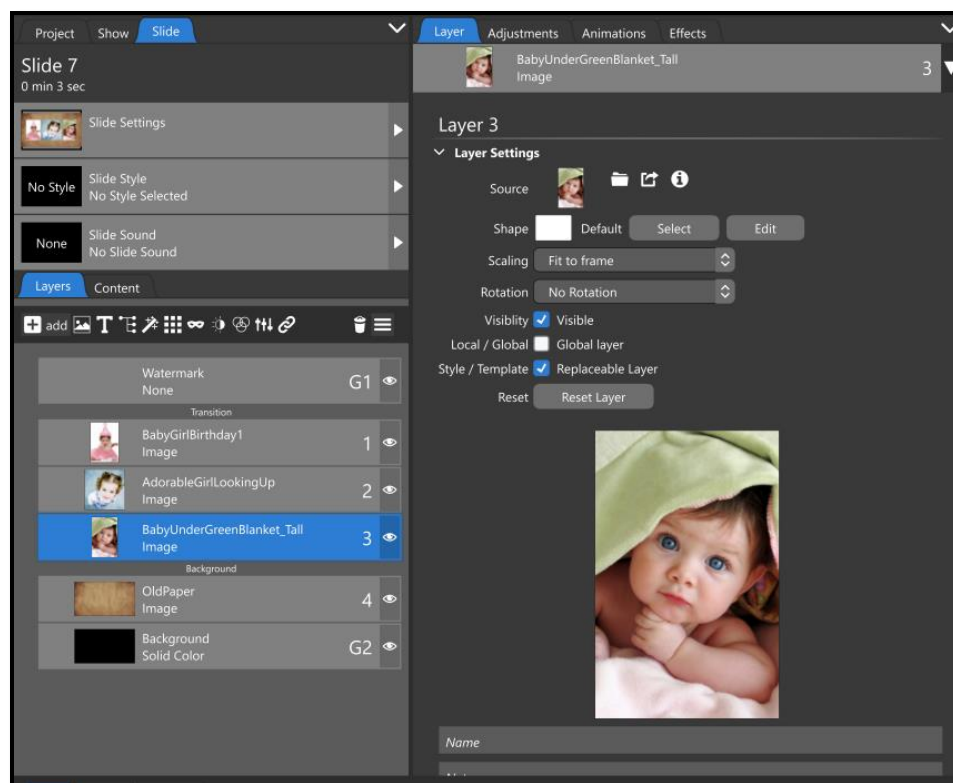 Project Show Slide
Slide 7
0 min 3 sec
Slide Settings
No Style
Slide Style
No Style Selected
None
Slide Sound
No Slide Sound
Layers Content
add
Watermark
None
G1
Transition
BabyGirlBirthday1
Image
1
AdorableGirlLookingUp
Image
2
BabyUnderGreenBlanket_Tall
Image
3
Background
OldPaper
Image
4
Background
Solid Color
G2
Layer Adjustments Animations Effects
BabyUnderGreenBlanket_Tall
Image
3
Layer 3
Layer Settings
Source
Shape Default Select Edit
Scaling Fit to frame
Rotation No Rotation
Visiblity Visible
Local / Global Global layer
Style / Template Replaceable Layer
Reset Reset Layer
Name